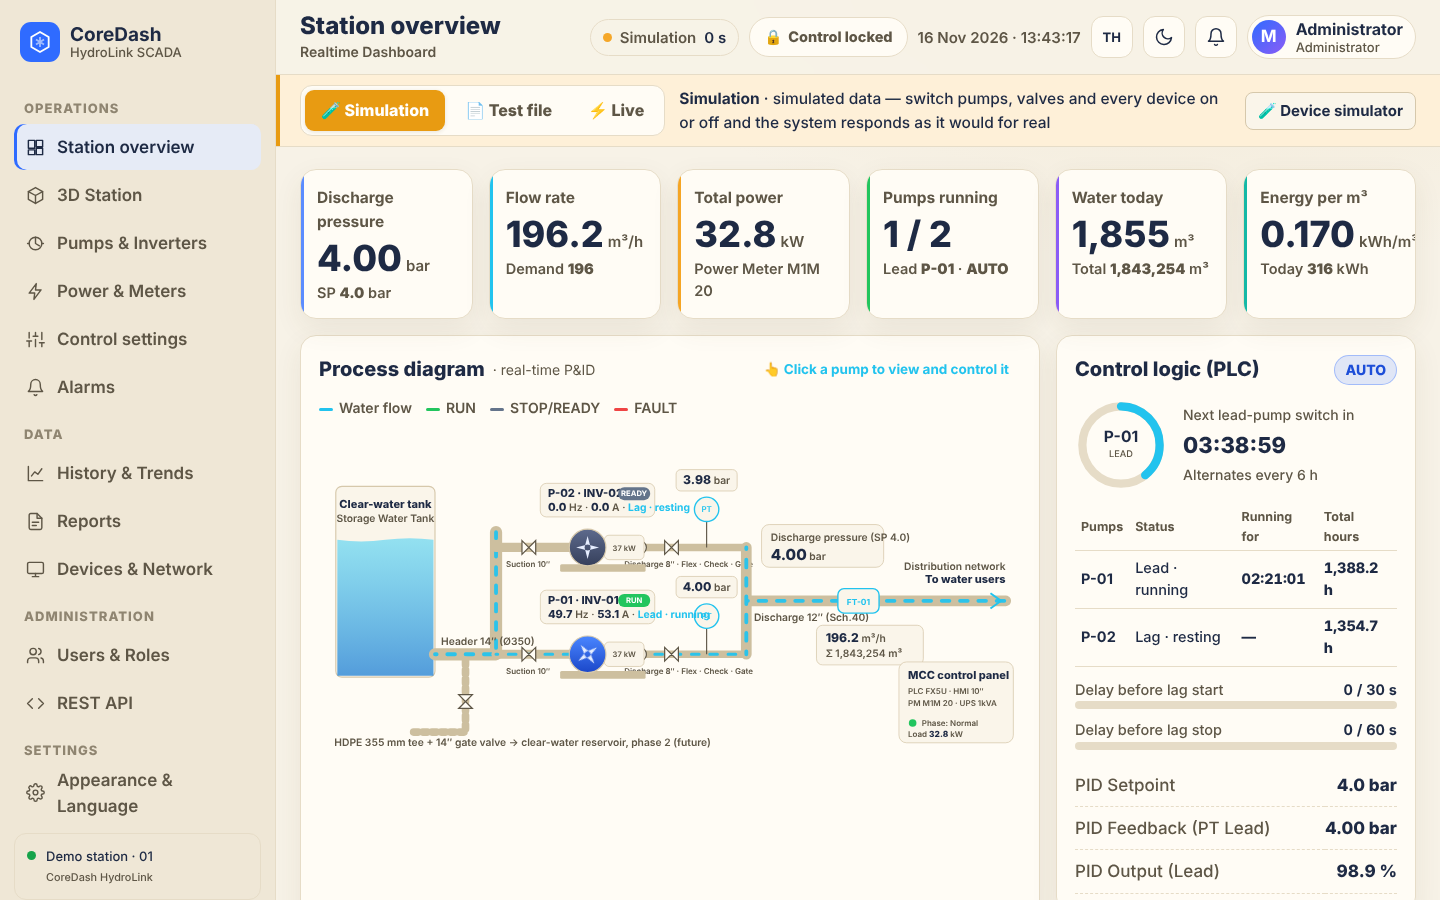 CoreDash
HydroLink SCADA
OPERATIONS
Station overview
3D Station
Pumps & Inverters
Power & Meters
Control settings
Alarms
DATA
History & Trends
Reports
Devices & Network
ADMINISTRATION
Users & Roles
REST API
SETTINGS
Appearance &
Language
Demo station · 01
CoreDash HydroLink
Station overview
Realtime Dashboard
Simulation 0 s
🔒 Control locked
16 Nov 2026 · 13:43:17
TH
M
Administrator
Administrator
🧪 Simulation
📄 Test file
⚡ Live
Simulation · simulated data — switch pumps, valves and every device on
or off and the system responds as it would for real
🧪 Device simulator
Discharge
pressure
4.00 bar
SP 4.0 bar
Flow rate
196.2 m³/h
Demand 196
Total power
32.8 kW
Power Meter M1M
20
Pumps running
1 / 2
Lead P-01 · AUTO
Water today
1,855 m³
Total 1,843,254 m³
Energy per m³
0.170 kWh/m³
Today 316 kWh
Process diagram · real-time P&ID
👆 Click a pump to view and control it
Water flow
RUN
STOP/READY
FAULT
Clear-water tank
Storage Water Tank
P-02 · INV-02
READY
0.0 Hz · 0.0 A · Lag · resting
3.98 bar
PT
37 kW
Suction 10″
Discharge 8″ · Flex · Check · Gate
P-01 · INV-01
RUN
49.7 Hz · 53.1 A · Lead · running
4.00 bar
37 kW
Header 14″ (Ø350)
Suction 10″
Discharge 8″ · Flex · Check · Gate
Discharge pressure (SP 4.0)
4.00 bar
Distribution network
To water users
FT-01
Discharge 12″ (Sch.40)
196.2 m³/h
Σ 1,843,254 m³
MCC control panel
PLC FX5U · HMI 10″
PM M1M 20 · UPS 1kVA
Phase: Normal
Load 32.8 kW
HDPE 355 mm tee + 14″ gate valve → clear-water reservoir, phase 2 (future)
Control logic (PLC)
AUTO
P-01
LEAD
Next lead-pump switch in
03:38:59
Alternates every 6 h
Pumps Status Running for Total hours
P-01 Lead · running 02:21:01 1,388.2 h
P-02 Lag · resting — 1,354.7 h
Delay before lag start 0 / 30 s
Delay before lag stop 0 / 60 s
PID Setpoint 4.0 bar
PID Feedback (PT Lead) 4.00 bar
PID Output (Lead) 98.9 %